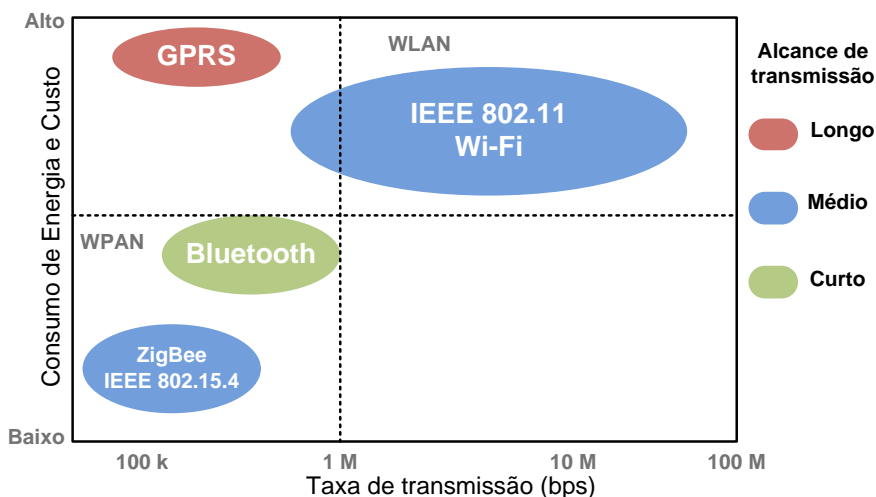 Alto
GPRS
WLAN
IEEE 802.11
Wi-Fi
WPAN
Bluetooth
ZigBee
IEEE 802.15.4
Baixo
Consumo de Energia e Custo
100 k
1 M
10 M
100 M
Taxa de transmissão (bps)
Alcance de
transmissão
Longo
Médio
Curto